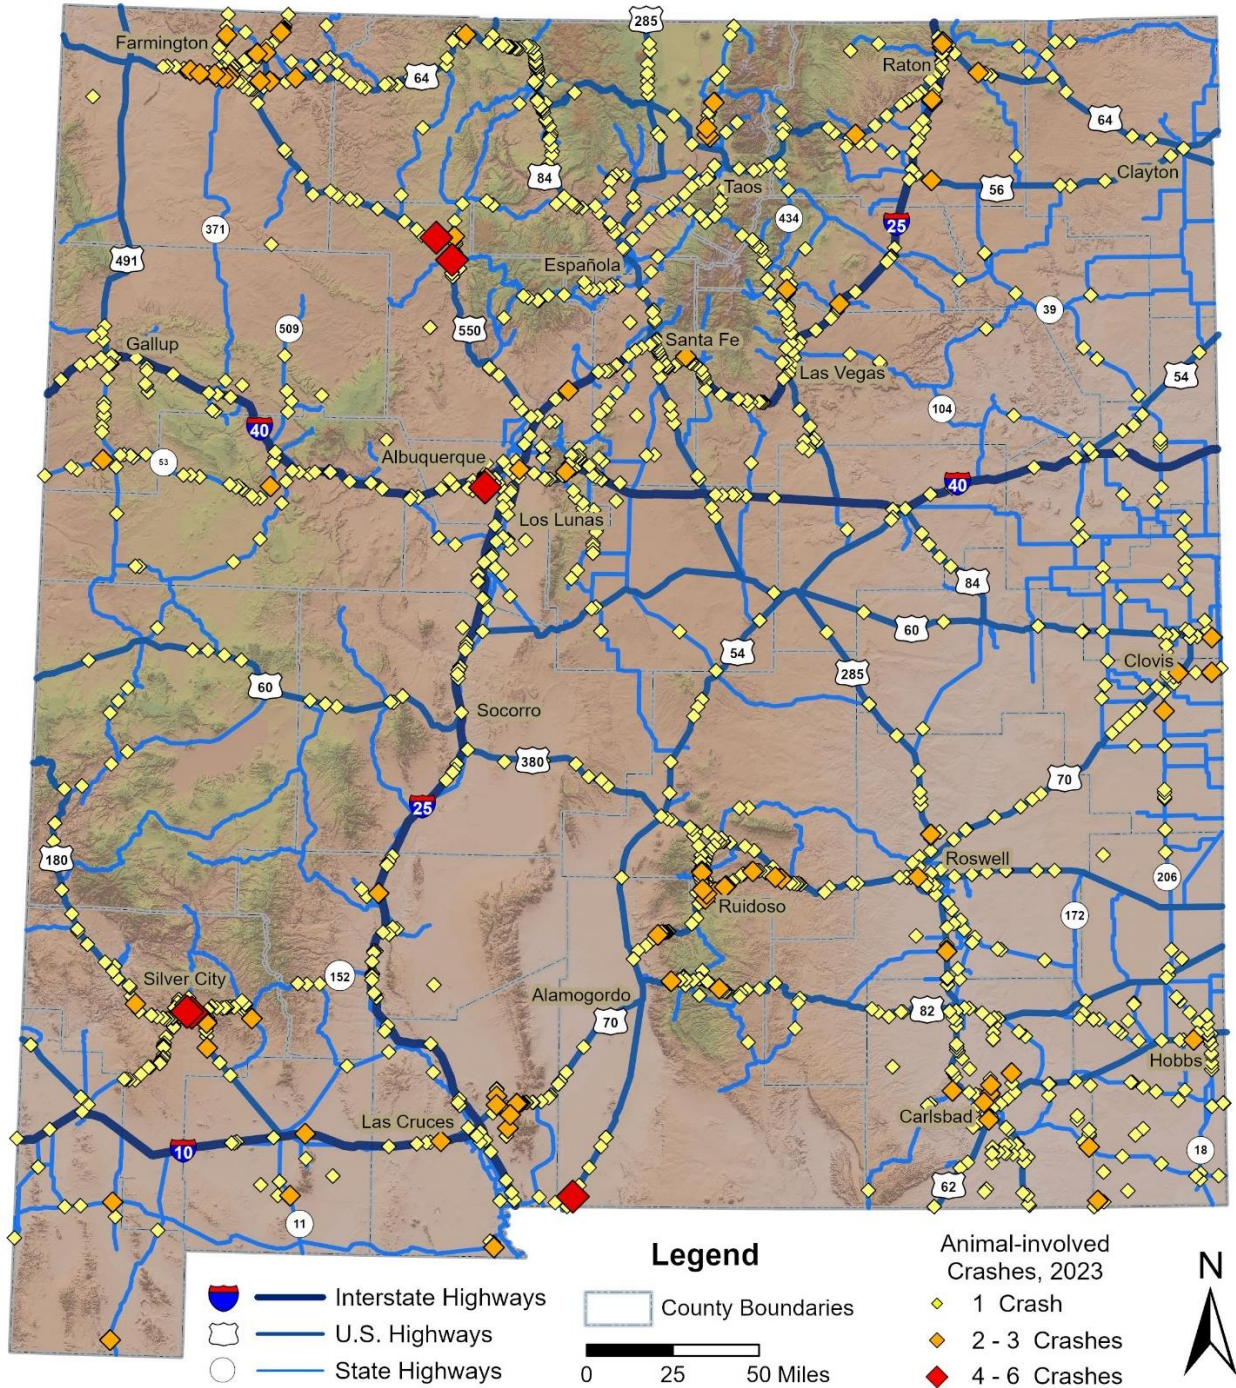 285
Farmington
Raton
64
64
Clayton
84
Taos
56
434
371
25
491
Española
39
509
550
Gallup
Santa Fe
Las Vegas
54
104
40
53
Albuquerque
40
Los Lunas
84
60
54
Clovis
285
60
Socorro
380
70
25
180
Roswell
206
Ruidoso
172
Silver City
152
Alamogordo
82
70
Hobbs
Las Cruces
Carlsbad
10
18
62
11
Legend
Interstate Highways
U.S. Highways
State Highways
County Boundaries
0 25 50 Miles
Animal-involved
Crashes, 2023
1 Crash
2 - 3 Crashes
4 - 6 Crashes
N